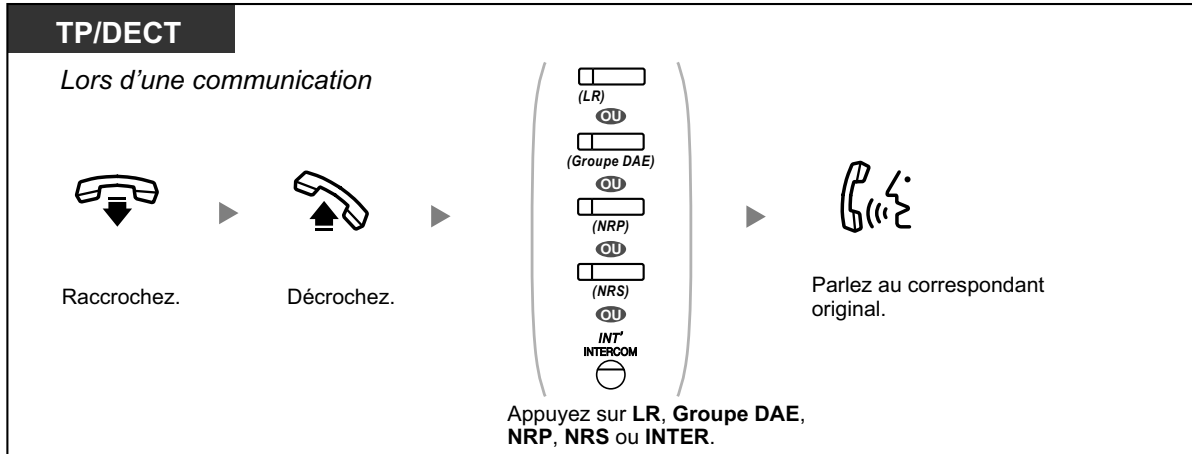 TP/DECT
Lors d’une communication
Raccrochez.
Décrochez.
(LR)
OU
(Groupe DAE)
OU
(NRP)
OU
(NRS)
OU
INT'
INTERCOM
Appuyez sur LR, Groupe DAE,
NRP, NRS ou INTER.
Parlez au correspondant
original.